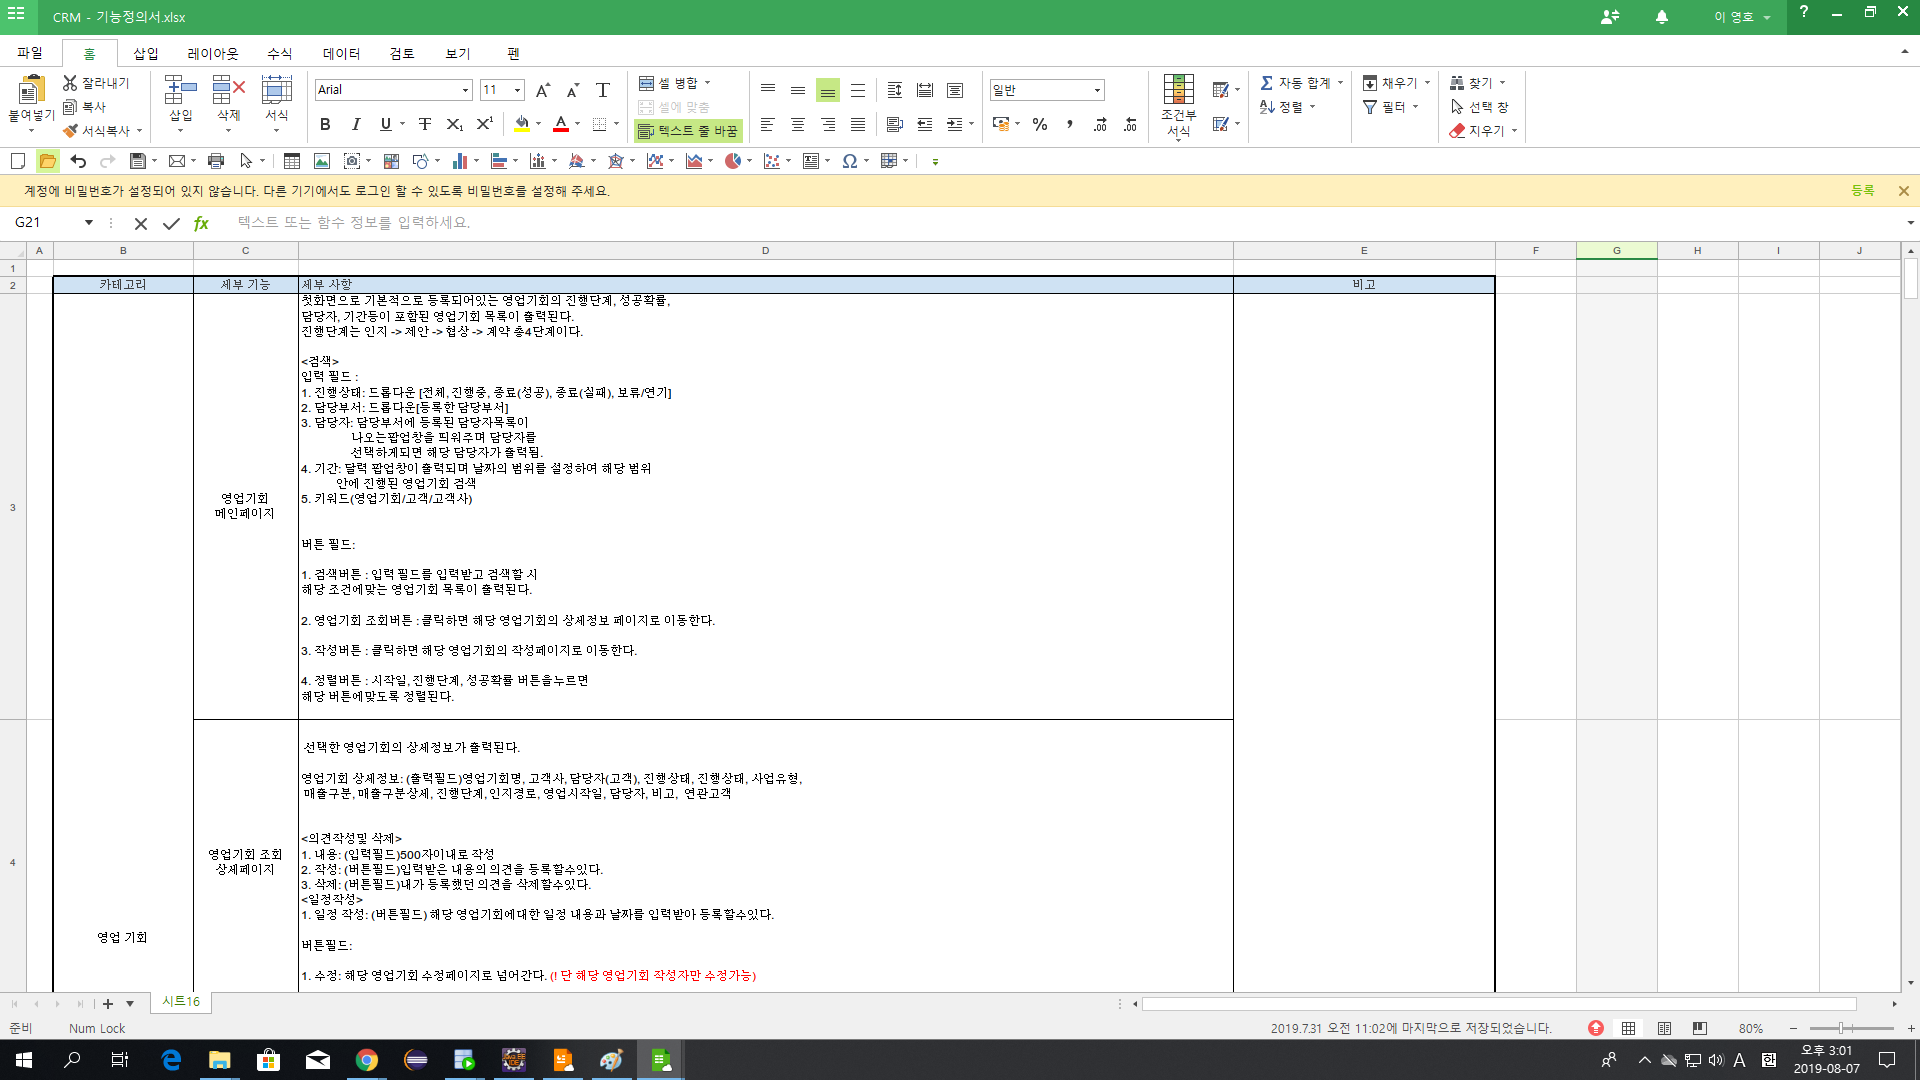 CRM - 기능정의서.xlsx
이 영호
?
파일 홈 삽입 레이아웃 수식 데이터 검토 보기 펜
붙여넣기
잘라내기
복사
서식복사
삽입
삭제
서식
Arial
11
셀 병합
셀에 맞춤
텍스트 줄 바꿈
일반
조건부
서식
자동 합계
정렬
채우기
필터
찾기
선택 창
지우기
계정에 비밀번호가 설정되어 있지 않습니다. 다른 기기에서도 로그인 할 수 있도록 비밀번호를 설정해 주세요.
등록
G21
fx
텍스트 또는 함수 정보를 입력하세요.
A B C D E F G H I J
1
2
카테고리
세부 기능
세부 사항
비고
3
영업기회
메인페이지
첫화면으로 기본적으로 등록되어있는 영업기회의 진행단계, 성공확률,
담당자, 기간등이 포함된 영업기회 목록이 출력된다.
진행단계는 인지 -> 제안 -> 협상 -> 계약 총4단계이다.
<검색>
입력 필드 :
1. 진행상태: 드롭다운 [전체, 진행중, 종료(성공), 종료(실패), 보류/연기]
2. 담당부서: 드롭다운[등록한 담당부서]
3. 담당자: 담당부서에 등록된 담당자목록이
나오는팝업창을 띄워주며 담당자를
선택하게되면 해당 담당자가 출력됨.
4. 기간: 달력 팝업창이 출력되며 날짜의 범위를 설정하여 해당 범위
안에 진행된 영업기회 검색
5. 키워드(영업기회/고객/고객사)
버튼 필드:
1. 검색버튼 : 입력 필드를 입력받고 검색할 시
해당 조건에맞는 영업기회 목록이 출력된다.
2. 영업기회 조회버튼 : 클릭하면 해당 영업기회의 상세정보 페이지로 이동한다.
3. 작성버튼 : 클릭하면 해당 영업기회의 작성페이지로 이동한다.
4. 정렬버튼 : 시작일, 진행단계, 성공확률 버튼을누르면
해당 버튼에맞도록 정렬된다.
4
영업 기회
영업기회 조회
상세페이지
선택한 영업기회의 상세정보가 출력된다.
영업기회 상세정보: (출력필드)영업기회명, 고객사, 담당자(고객), 진행상태, 진행상태, 사업유형,
매출구분, 매출구분상세, 진행단계, 인지경로, 영업시작일, 담당자, 비고, 연관고객
<의견작성및 삭제>
1. 내용: (입력필드)500자이내로 작성
2. 작성: (버튼필드)입력받은 내용의 의견을 등록할수있다.
3. 삭제: (버튼필드)내가 등록했던 의견을 삭제할수있다.
<일정작성>
1. 일정 작성: (버튼필드) 해당 영업기회에대한 일정 내용과 날짜를 입력받아 등록할수있다.
버튼필드:
1. 수정: 해당 영업기회 수정페이지로 넘어간다. (! 단 해당 영업기회 작성자만 수정가능)
시트16
준비
Num Lock
2019.7.31 오전 11:02에 마지막으로 저장되었습니다.
80%
A
한
오후 3:01
2019-08-07